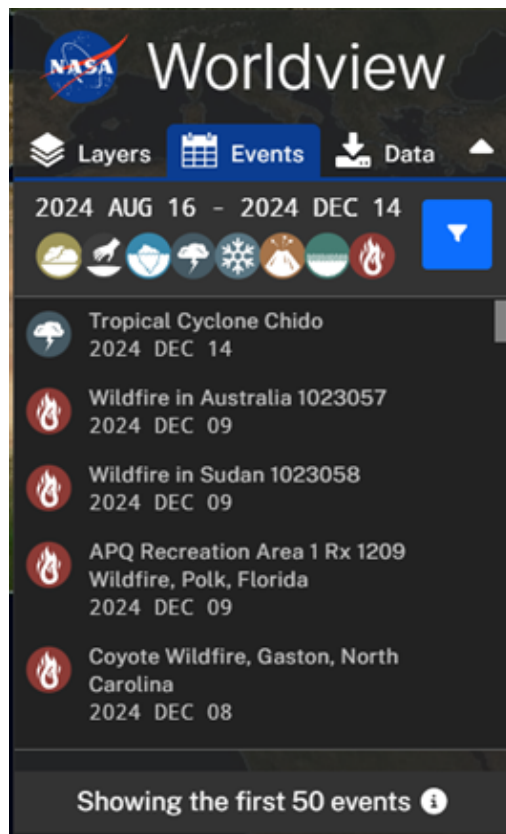 NASA Worldview
Layers Events Data
2024 AUG 16 - 2024 DEC 14
Tropical Cyclone Chido
2024 DEC 14
Wildfire in Australia 1023057
2024 DEC 09
Wildfire in Sudan 1023058
2024 DEC 09
APQ Recreation Area 1 Rx 1209
Wildfire, Polk, Florida
2024 DEC 09
Coyote Wildfire, Gaston, North
Carolina
2024 DEC 08
Showing the first 50 events